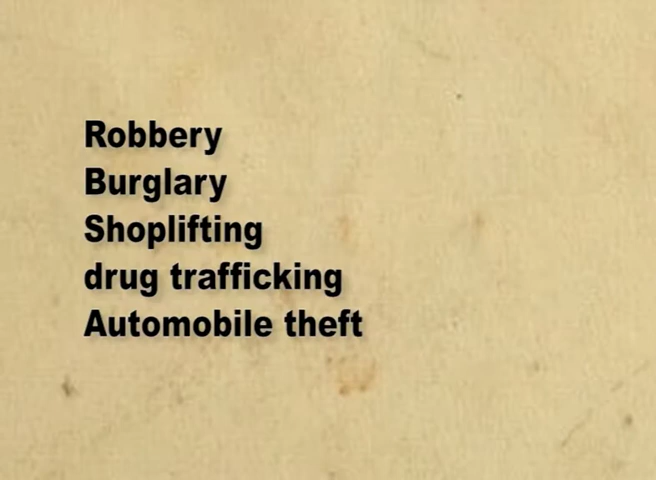 Robbery
Burglary
Shoplifting
drug trafficking
Automobile theft